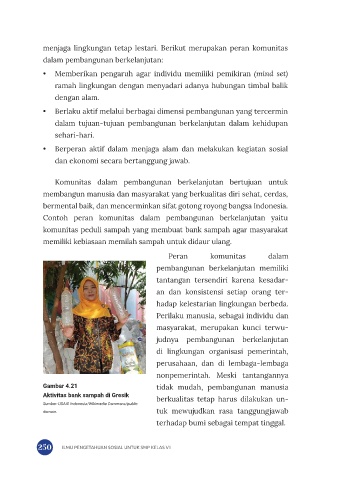 menjaga lingkungan tetap lestari. Berikut merupakan peran komunitas
dalam pembangunan berkelanjutan:
• Memberikan pengaruh agar individu memiliki pemikiran (mind set)
ramah lingkungan dengan menyadari adanya hubungan timbal balik
dengan alam.
• Berlaku aktif melalui berbagai dimensi pembangunan yang tercermin
dalam tujuan-tujuan pembangunan berkelanjutan dalam kehidupan
sehari-hari.
• Berperan aktif dalam menjaga alam dan melakukan kegiatan sosial
dan ekonomi secara bertanggung jawab.
Komunitas dalam pembangunan berkelanjutan bertujuan untuk
membangun manusia dan masyarakat yang berkualitas diri sehat, cerdas,
bermental baik, dan mencerminkan sifat gotong royong bangsa Indonesia.
Contoh peran komunitas dalam pembangunan berkelanjutan yaitu
komunitas peduli sampah yang membuat bank sampah agar masyarakat
memiliki kebiasaan memilah sampah untuk didaur ulang.
Peran komunitas dalam
pembangunan berkelanjutan memiliki
tantangan tersendiri karena kesadar-
an dan konsistensi setiap orang ter-
hadap kelestarian lingkungan berbeda.
Perilaku manusia, sebagai individu dan
masyarakat, merupakan kunci terwu-
judnya pembangunan berkelanjutan
di lingkungan organisasi pemerintah,
perusahaan, dan di lembaga-lembaga
nonpemerintah. Meski tantangannya
tidak mudah, pembangunan manusia
berkualitas tetap harus dilakukan un-
tuk mewujudkan rasa tanggungjawab
terhadap bumi sebagai tempat tinggal.
Gambar 4.21
Aktivitas bank sampah di Gresik
Sumber: USAID Indonesia/Wikimedia Commons/public
domain
250 ILMU PENGETAHUAN SOSIAL UNTUK SMP KELAS VII